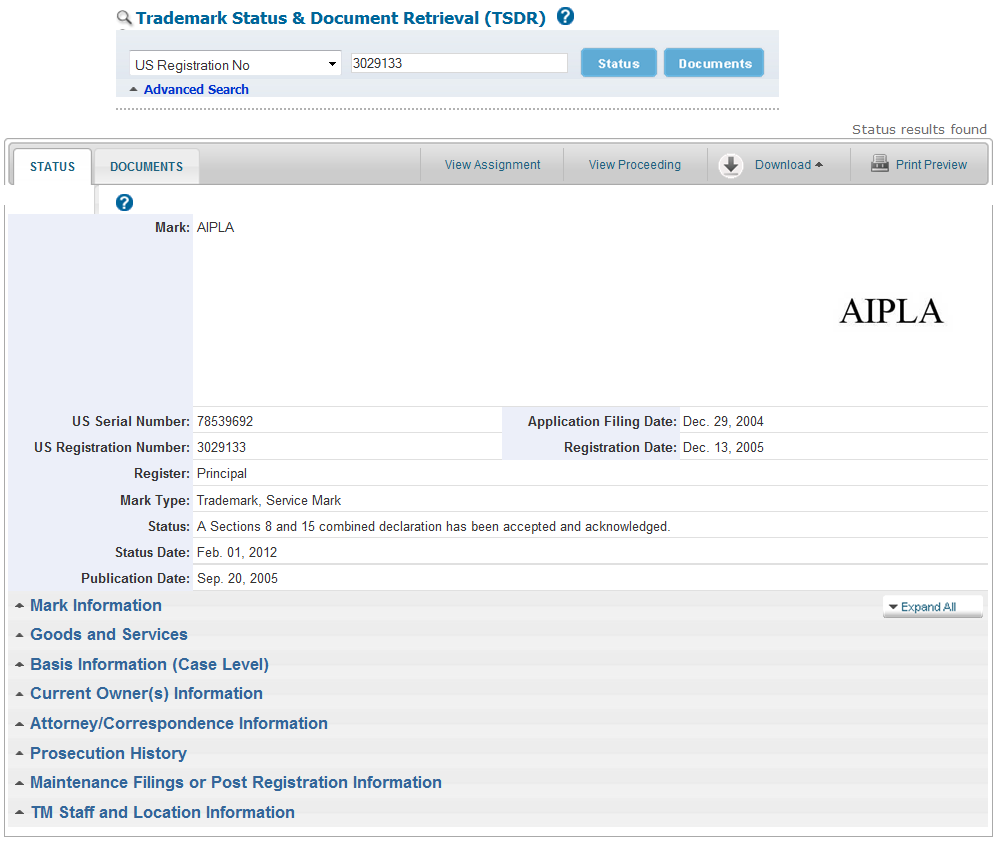 Trademark Status & Document Retrieval (TSDR) ?
US Registration No 3029133 Status Documents
Advanced Search
Status results found
STATUS DOCUMENTS View Assignment View Proceeding Download Print Preview
?
Mark: AIPLA
AIPLA
US Serial Number: 78539692 Application Filing Date: Dec. 29, 2004
US Registration Number: 3029133 Registration Date: Dec. 13, 2005
Register: Principal
Mark Type: Trademark, Service Mark
Status: A Sections 8 and 15 combined declaration has been accepted and acknowledged.
Status Date: Feb. 01, 2012
Publication Date: Sep. 20, 2005
Mark Information Expand All
Goods and Services
Basis Information (Case Level)
Current Owner(s) Information
Attorney/Correspondence Information
Prosecution History
Maintenance Filings or Post Registration Information
TM Staff and Location Information